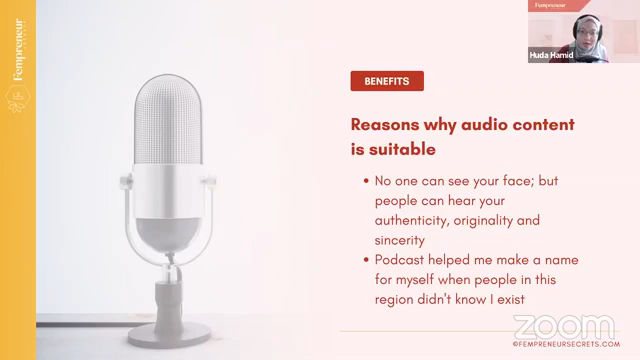 Fempreneur
Fempreneur
Huda Hamid
BENEFITS
Reasons why audio content
is suitable
• No one can see your face; but
people can hear your
authenticity, originality and
sincerity
• Podcast helped me make a name
for myself when people in this
region didn't know I exist
zoom
©FEMPRENEURSECRETS.COM